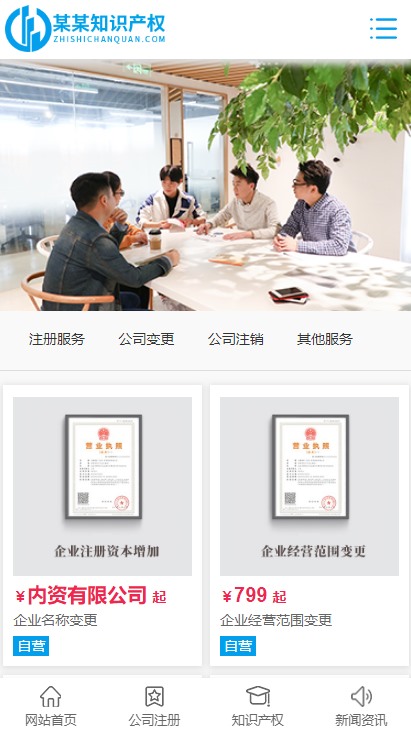 某某知识产权
ZHISHICHANQUAN.COM
注册服务 公司变更 公司注销 其他服务
营业执照 营业执照
企业注册资本增加 企业经营范围变更
￥内资有限公司 起 ￥799 起
企业名称变更 企业经营范围变更
自营 自营
网站首页 公司注册 知识产权 新闻资讯